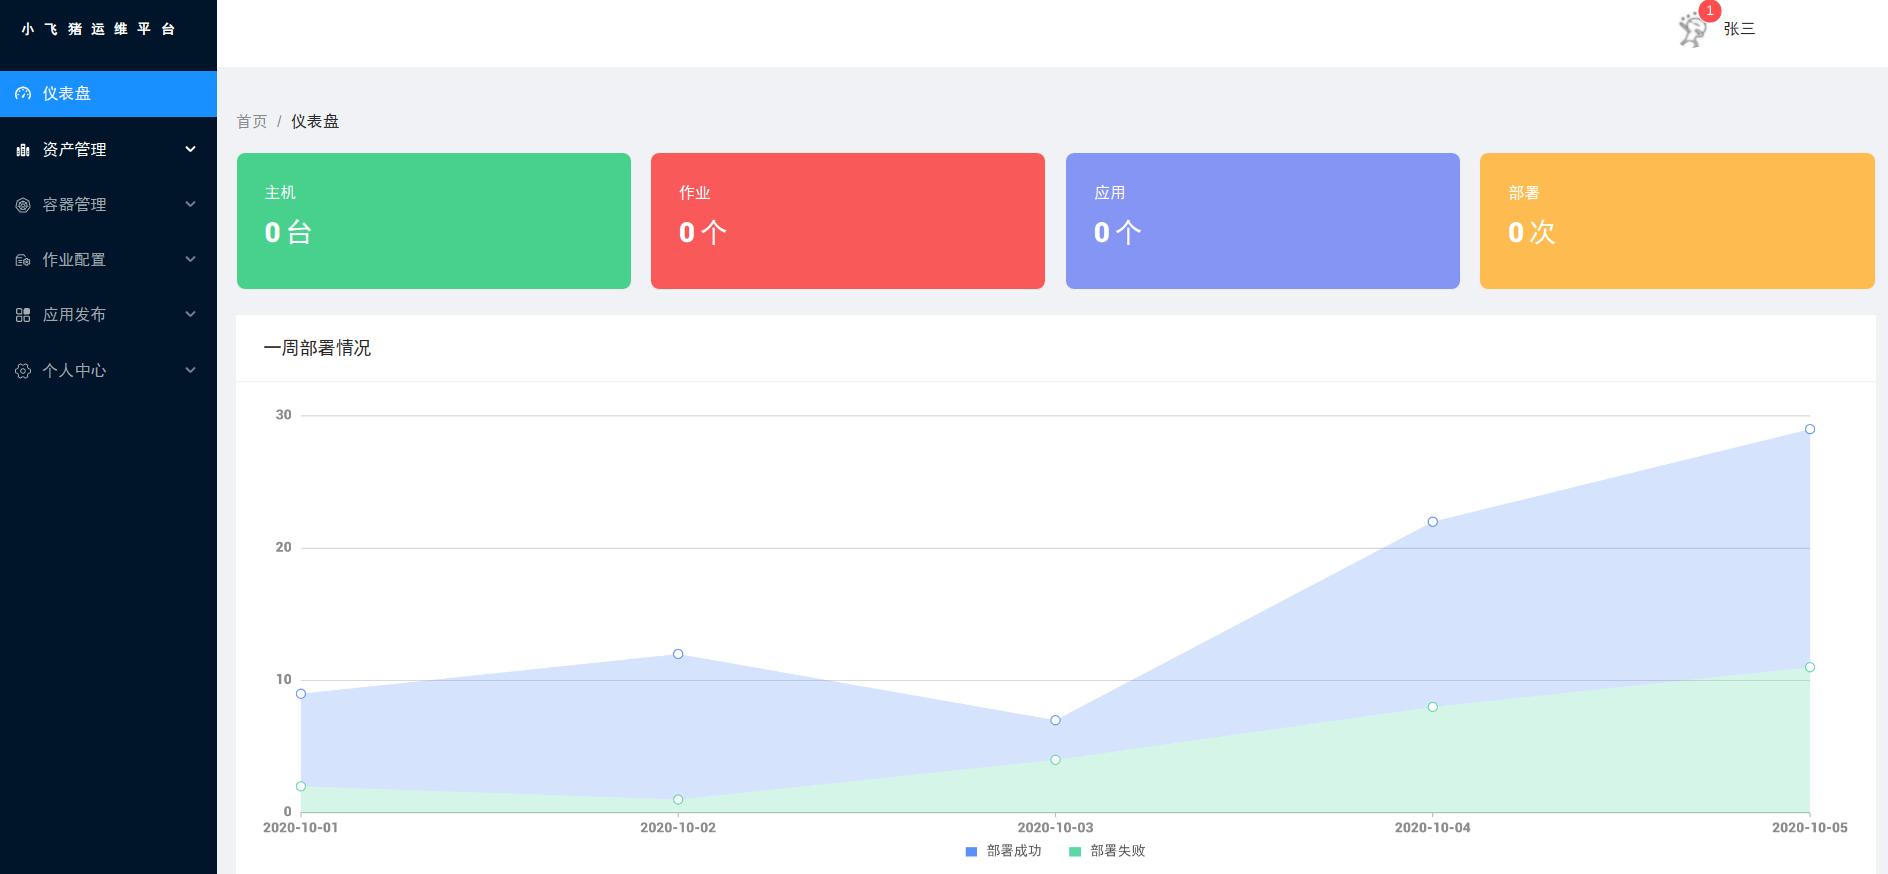 小飞猪运维平台
1
张三
仪表盘
资产管理
容器管理
作业配置
应用发布
个人中心
首页 / 仪表盘
主机
0 台
作业
0 个
应用
0 个
部署
0 次
一周部署情况
30
20
10
0
2020-10-01 2020-10-02 2020-10-03 2020-10-04 2020-10-05
部署成功 部署失败